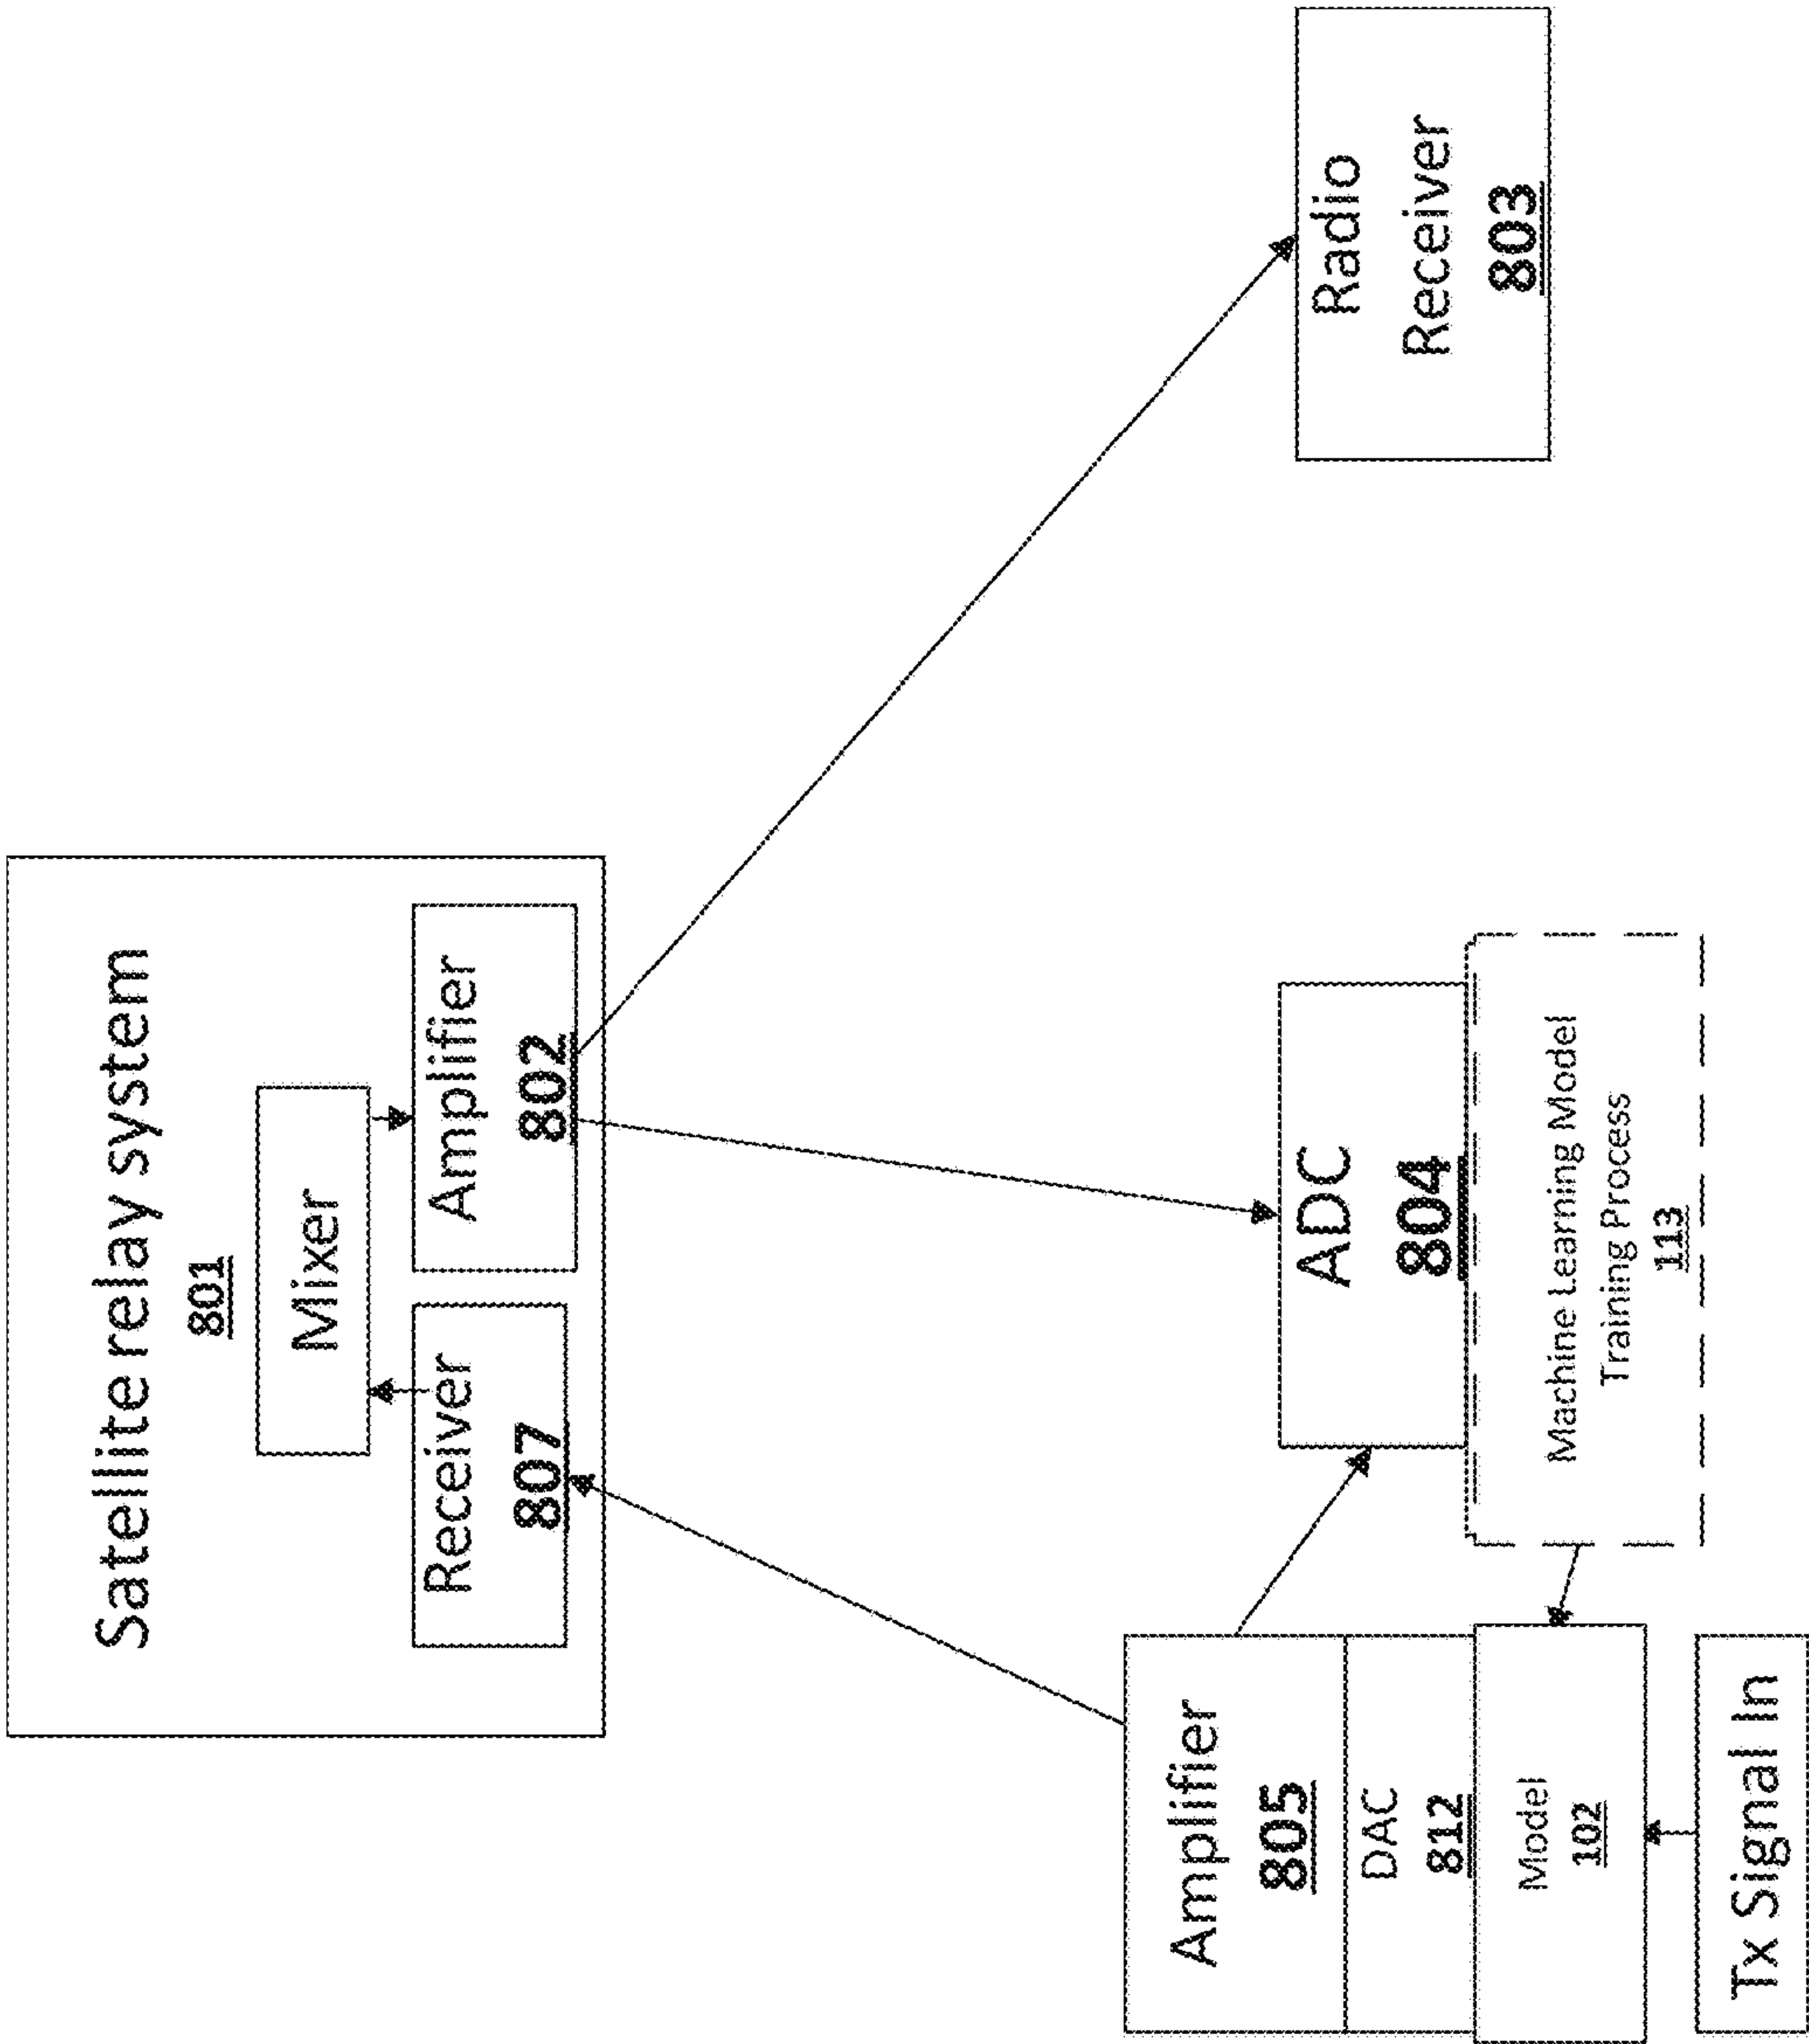 Satellite relay system
801
Mixer
Receiver
807
Amplifier
802
Amplifier
805
DAC
812
Model
102
Tx Signal In
ADC
804
Machine Learning Model
Training Process
113
Radio
Receiver
803